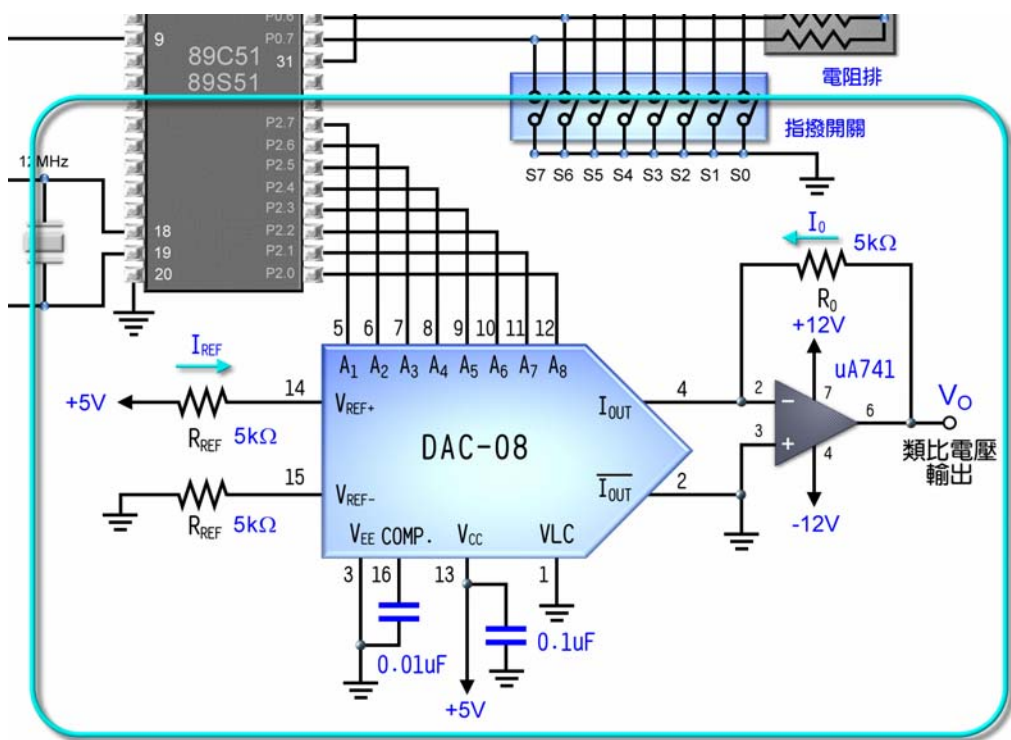 P0.6
P0.7
9
89C51
31
89S51
電阻排
指撥開關
P2.7
P2.6
12MHz
P2.5
P2.4
S7 S6 S5 S4 S3 S2 S1 S0
P2.3
18 P2.2
19 P2.1
20 P2.0
I0
5kΩ
R0
+12V
5 6 7 8 9 10 11 12
A1 A2 A3 A4 A5 A6 A7 A8
IREF
uA741
14
4
2
7
+5V
VREF+
IOUT
6
VO
RREF 5kΩ
DAC-08
3
4
類比電壓
輸出
15
2
VREF-
IOUT
RREF 5kΩ
-12V
VEE COMP. VCC VLC
3 16 13 1
0.01uF
0.1uF
+5V